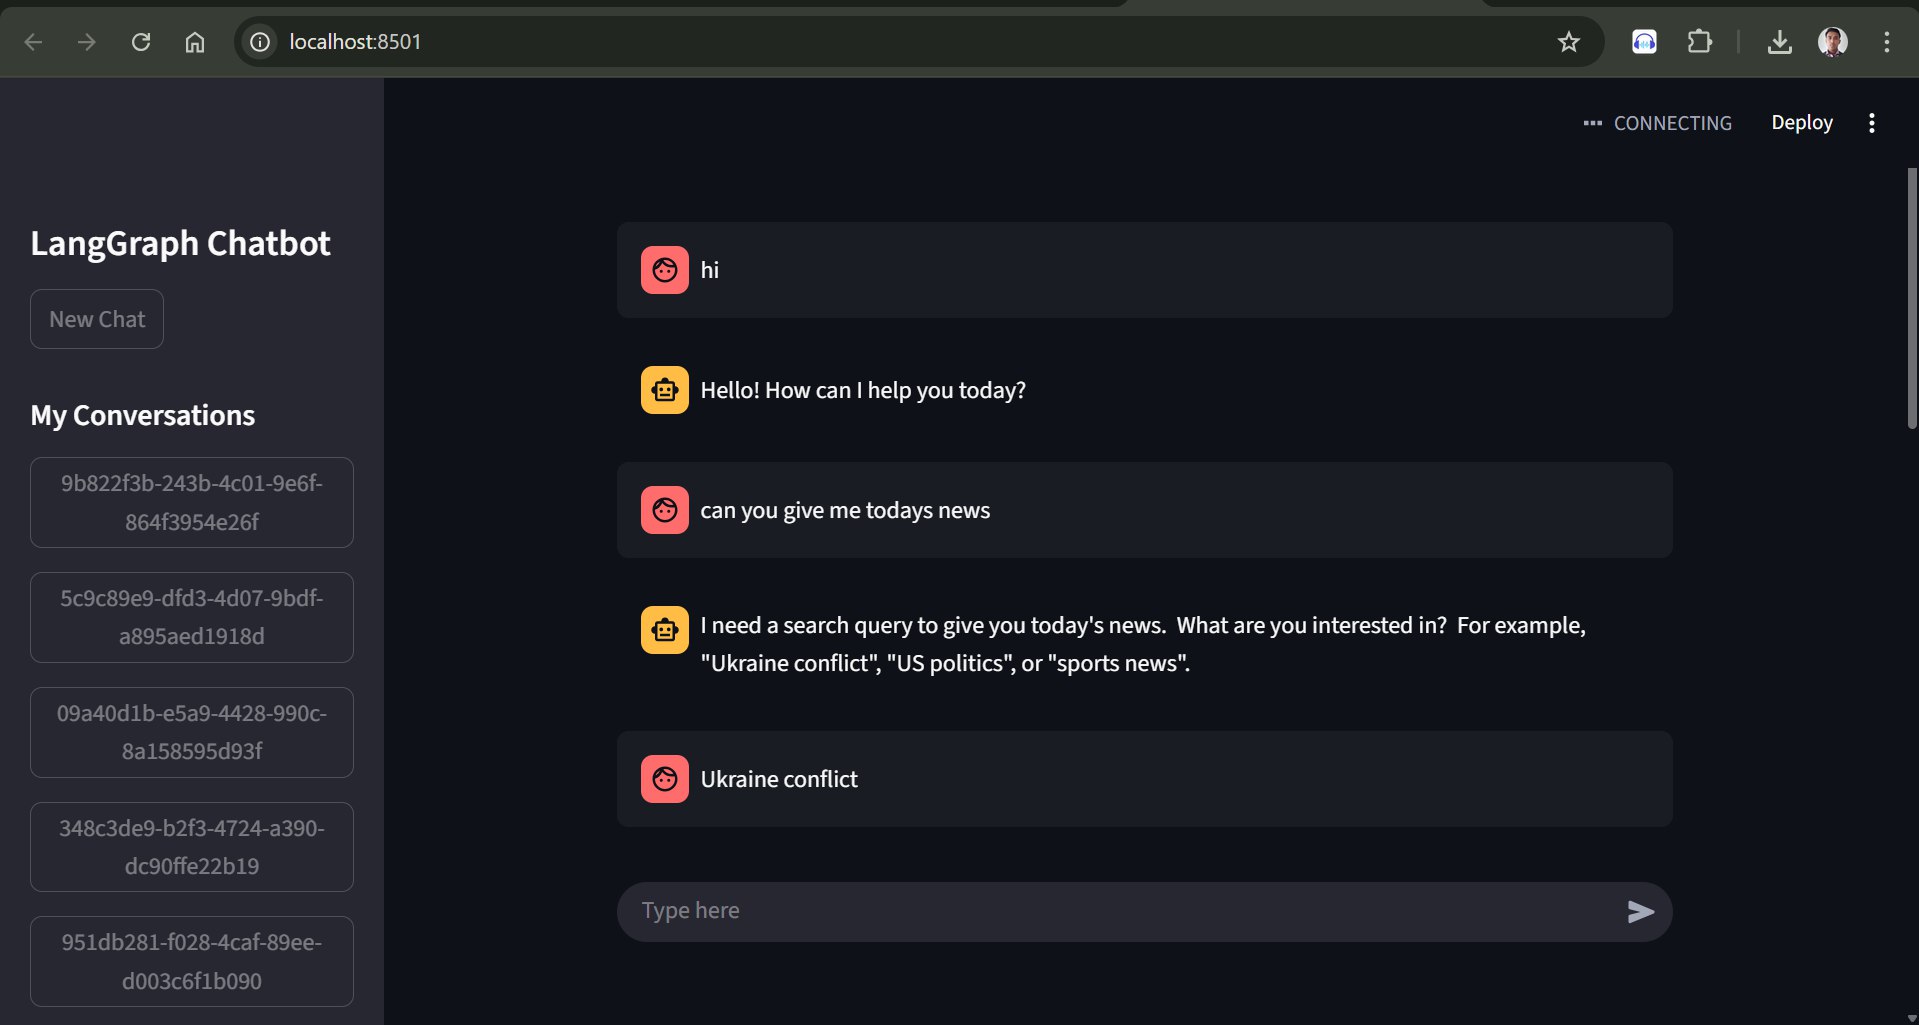 localhost:8501
CONNECTING
Deploy
LangGraph Chatbot
New Chat
My Conversations
9b822f3b-243b-4c01-9e6f-
864f3954e26f
5c9c89e9-dfd3-4d07-9bdf-
a895aed1918d
09a40d1b-e5a9-4428-990c-
8a158595d93f
348c3de9-b2f3-4724-a390-
dc90ffe22b19
951db281-f028-4caf-89ee-
d003c6f1b090
hi
Hello! How can I help you today?
can you give me todays news
I need a search query to give you today's news.  What are you interested in?  For example,
"Ukraine conflict", "US politics", or "sports news".
Ukraine conflict
Type here